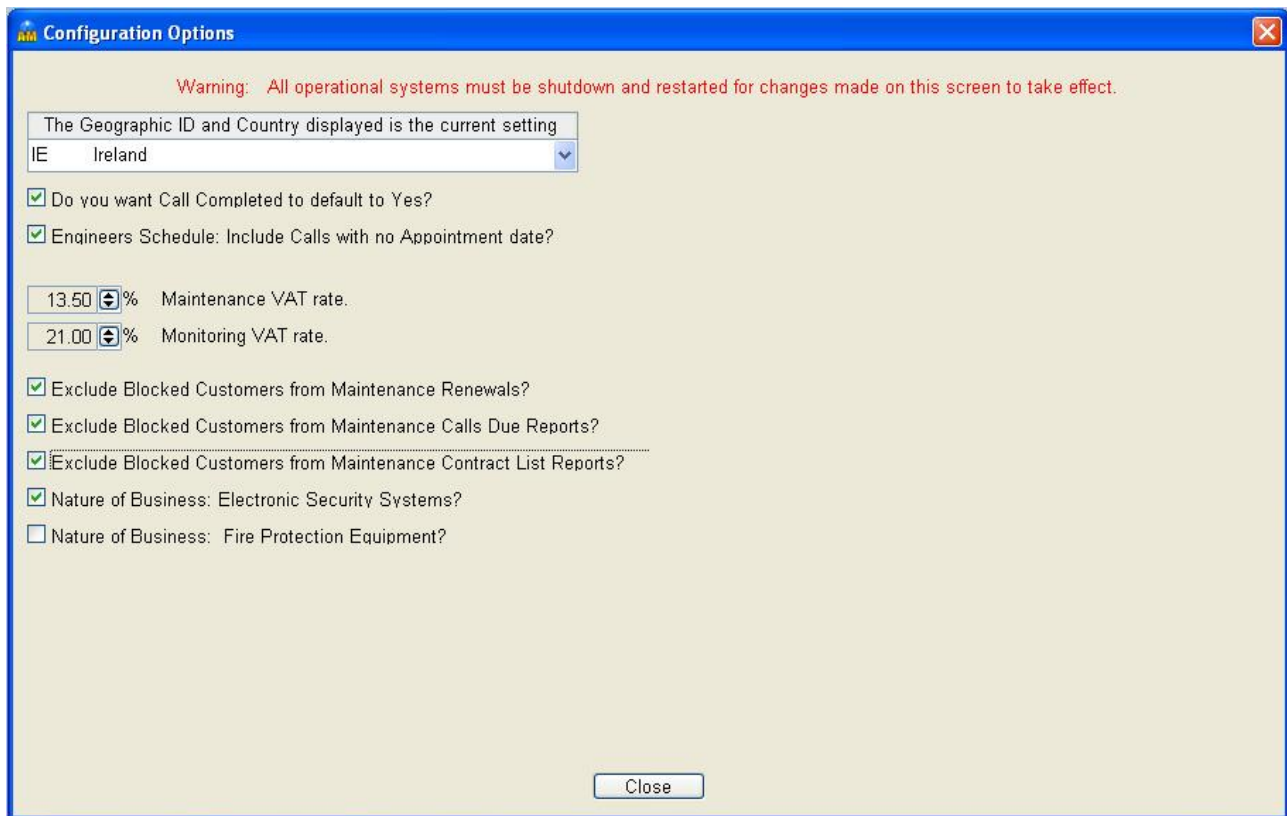 Configuration Options
Warning: All operational systems must be shutdown and restarted for changes made on this screen to take effect.
The Geographic ID and Country displayed is the current setting
IE Ireland
Do you want Call Completed to default to Yes?
Engineers Schedule: Include Calls with no Appointment date?
13.50 % Maintenance VAT rate.
21.00 % Monitoring VAT rate.
Exclude Blocked Customers from Maintenance Renewals?
Exclude Blocked Customers from Maintenance Calls Due Reports?
Exclude Blocked Customers from Maintenance Contract List Reports?
Nature of Business: Electronic Security Systems?
Nature of Business: Fire Protection Equipment?
Close